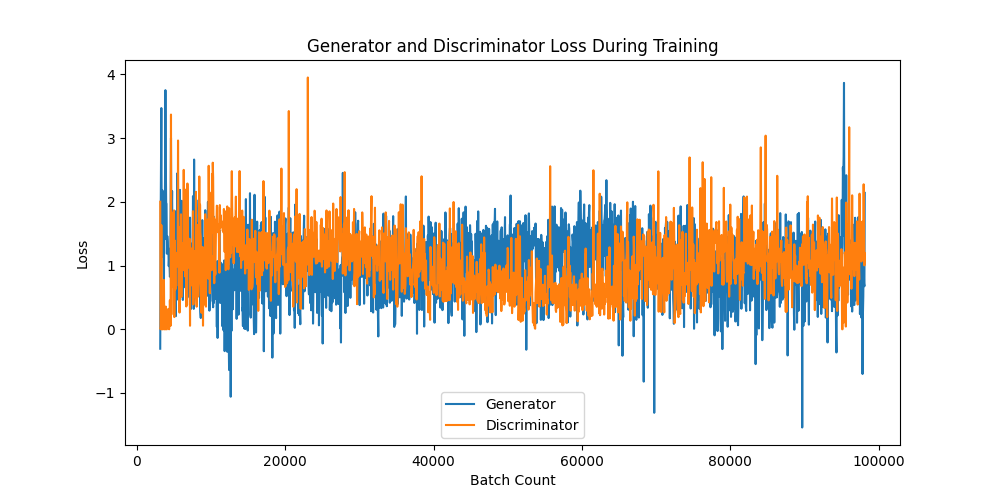 Generator and Discriminator Loss During Training
4
3
2
1
0
−1
Loss
Generator
Discriminator
0 20000 40000 60000 80000 100000
Batch Count